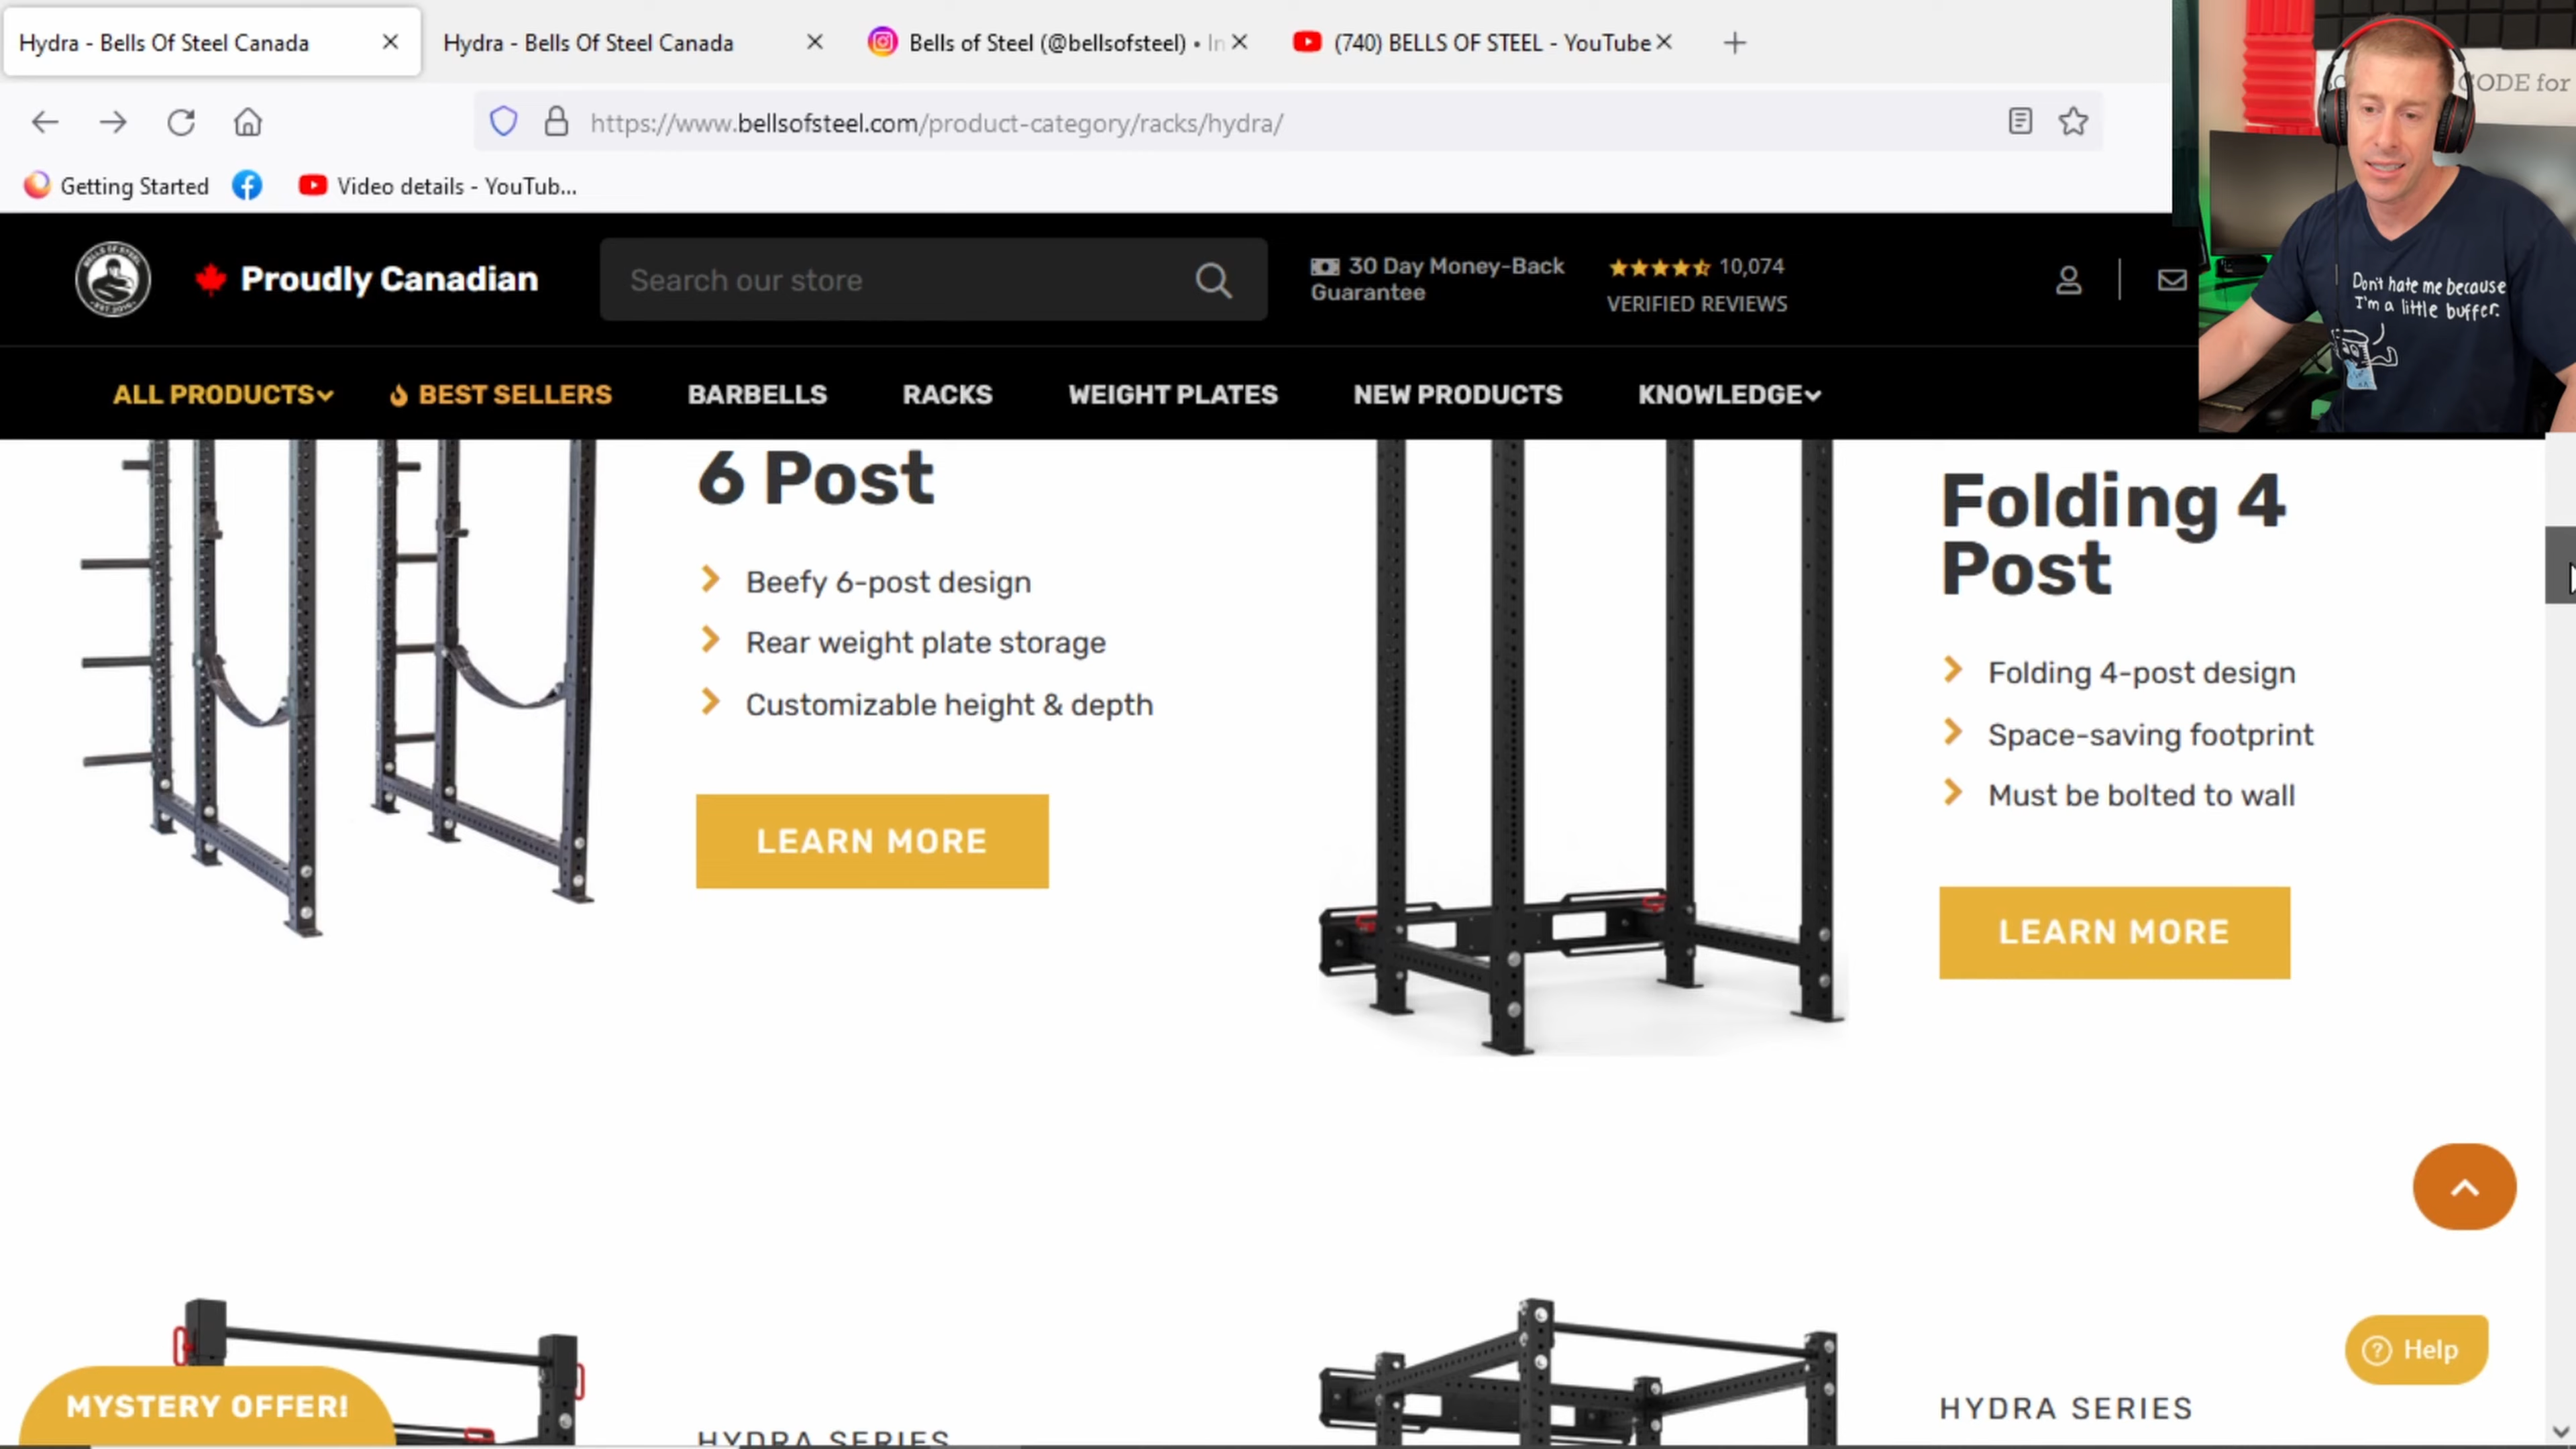 Hydra - Bells Of Steel Canada
Hydra - Bells Of Steel Canada
Bells of Steel (@bellsofsteel) • In
(740) BELLS OF STEEL - YouTube
https://www.bellsofsteel.com/product-category/racks/hydra/
Getting Started
Video details - YouTub...
ODE for
Don't hate me because
I'm a little buffer.
Proudly Canadian
Search our store
30 Day Money-Back
Guarantee
10,074
VERIFIED REVIEWS
ALL PRODUCTS
BEST SELLERS
BARBELLS
RACKS
WEIGHT PLATES
NEW PRODUCTS
KNOWLEDGE
6 Post
Beefy 6-post design
Rear weight plate storage
Customizable height & depth
LEARN MORE
Folding 4
Post
Folding 4-post design
Space-saving footprint
Must be bolted to wall
LEARN MORE
Help
MYSTERY OFFER!
HYDRA SERIES
HYDRA SERIES